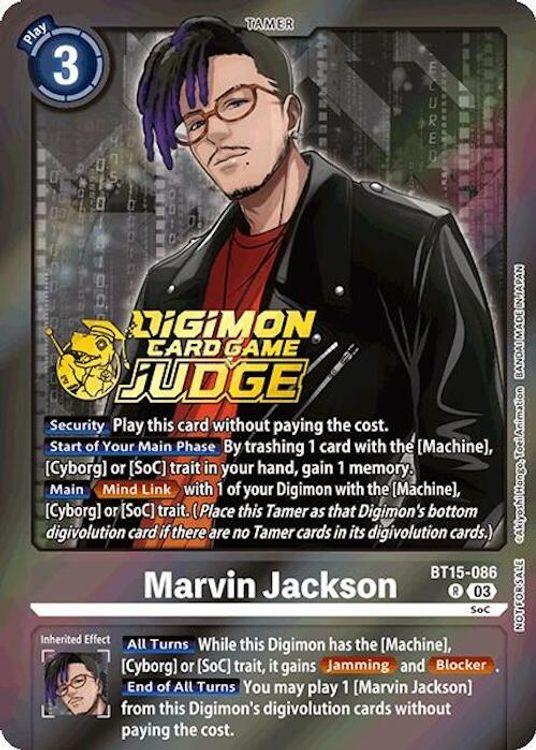 TAMER
Play
3
SECURED
DIGIMON
CARD GAME
JUDGE
Security Play this card without paying the cost.
Start of Your Main Phase By trashing 1 card with the [Machine],
[Cyborg] or [SoC] trait in your hand, gain 1 memory.
Main Mind Link with 1 of your Digimon with the [Machine],
[Cyborg] or [SoC] trait. (Place this Tamer as that Digimon's bottom
digivolution card if there are no Tamer cards in its digivolution cards.)
©Akiyoshi Hongo, Toei Animation BANDAI MADE IN JAPAN
NOT FOR SALE
Marvin Jackson
BT15-086
R 03
SoC
Inherited Effect
All Turns While this Digimon has the [Machine],
[Cyborg] or [SoC] trait, it gains Jamming and Blocker.
End of All Turns You may play 1 [Marvin Jackson]
from this Digimon's digivolution cards without
paying the cost.